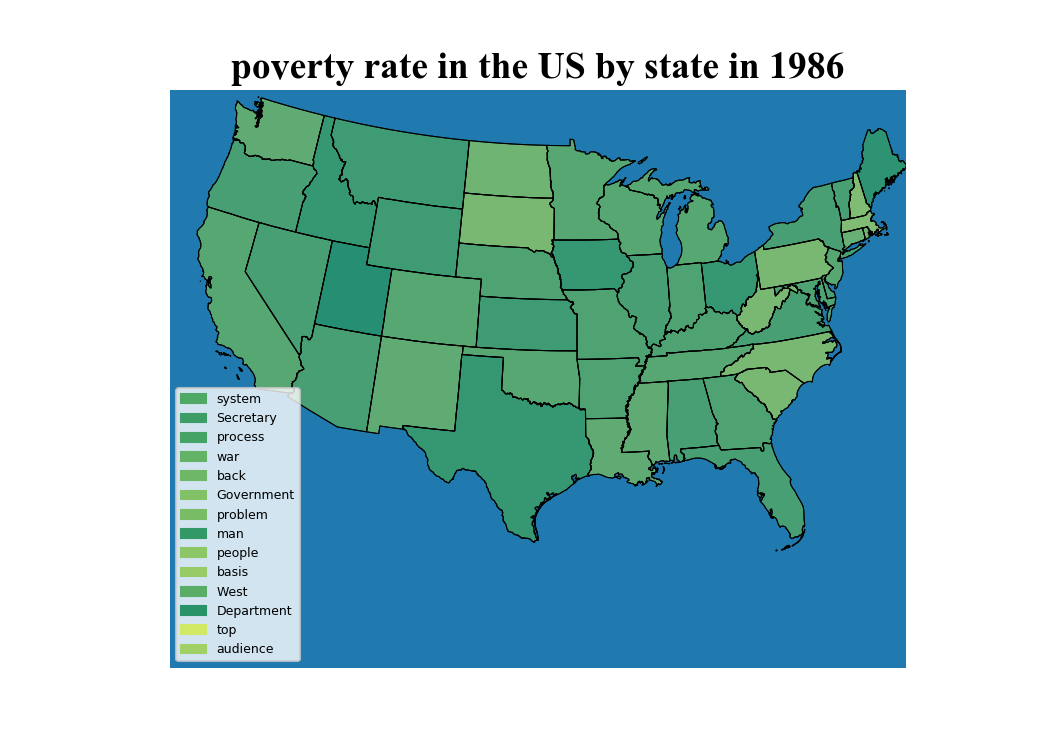 poverty rate in the US by state in 1986
system
Secretary
process
war
back
Government
problem
man
people
basis
West
Department
top
audience